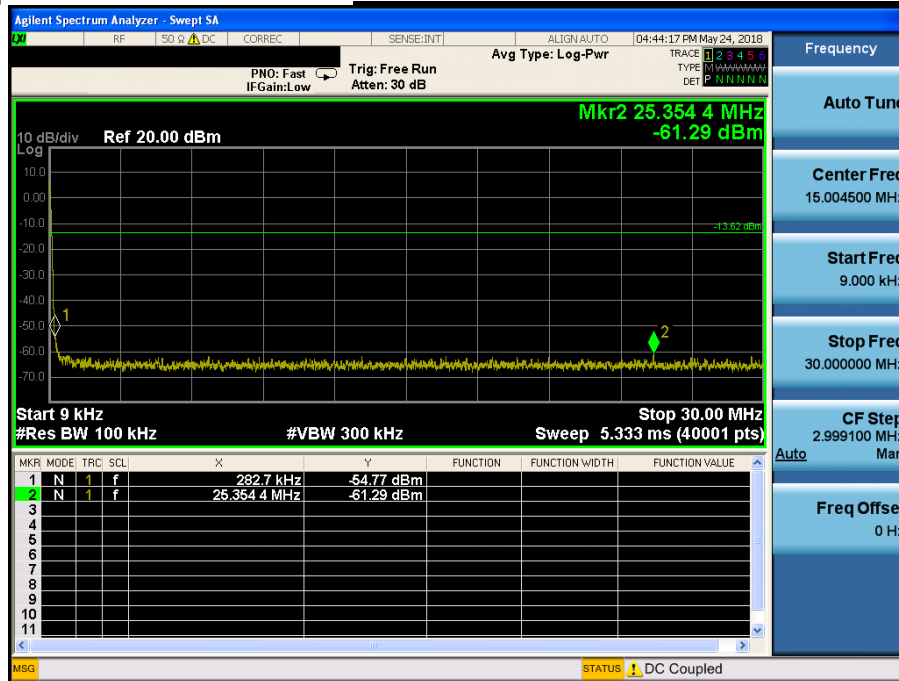 Agilent Spectrum Analyzer - Swept SA
LXI RF 50 Ω DC CORREC SENSE:INT ALIGN AUTO 04:44:17 PM May 24, 2018
Avg Type: Log-Pwr TRACE 1 2 3 4 5 6
PNO: Fast Trig: Free Run TYPE M WWWWW
IFGain:Low Atten: 30 dB DET P N N N N N
Mkr2 25.354 4 MHz
-61.29 dBm
10 dB/div Ref 20.00 dBm
Log
10.0
0.00
-10.0
-13.62 dBm
-20.0
-30.0
-40.0
-50.0
1
2
-60.0
-70.0
Start 9 kHz Stop 30.00 MHz
#Res BW 100 kHz #VBW 300 kHz Sweep 5.333 ms (40001 pts)
MKR MODE TRC SCL X Y FUNCTION FUNCTION WIDTH FUNCTION VALUE
1 N 1 f 282.7 kHz -54.77 dBm
2 N 1 f 25.354 4 MHz -61.29 dBm
3
4
5
6
7
8
9
10
11
MSG STATUS DC Coupled
Frequency
Auto Tune
Center Freq
15.004500 MHz
Start Freq
9.000 kHz
Stop Freq
30.000000 MHz
CF Step
2.999100 MHz
Auto Man
Freq Offset
0 Hz